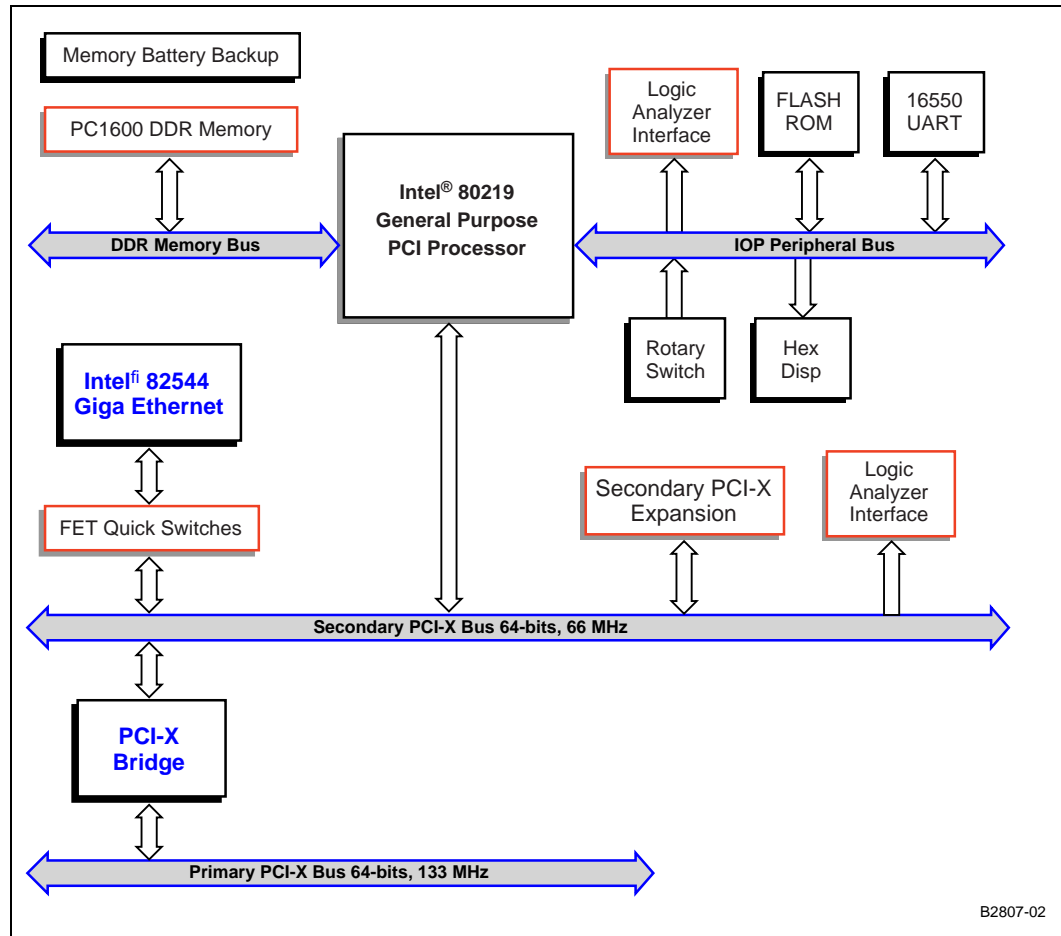 Memory Battery Backup
PC1600 DDR Memory
DDR Memory Bus
Intel® 80219
General Purpose
PCI Processor
Logic
Analyzer
Interface
FLASH
ROM
16550
UART
IOP Peripheral Bus
Rotary
Switch
Hex
Disp
Intelfi 82544
Giga Ethernet
FET Quick Switches
Secondary PCI-X
Expansion
Logic
Analyzer
Interface
Secondary PCI-X Bus 64-bits, 66 MHz
PCI-X
Bridge
Primary PCI-X Bus 64-bits, 133 MHz
B2807-02